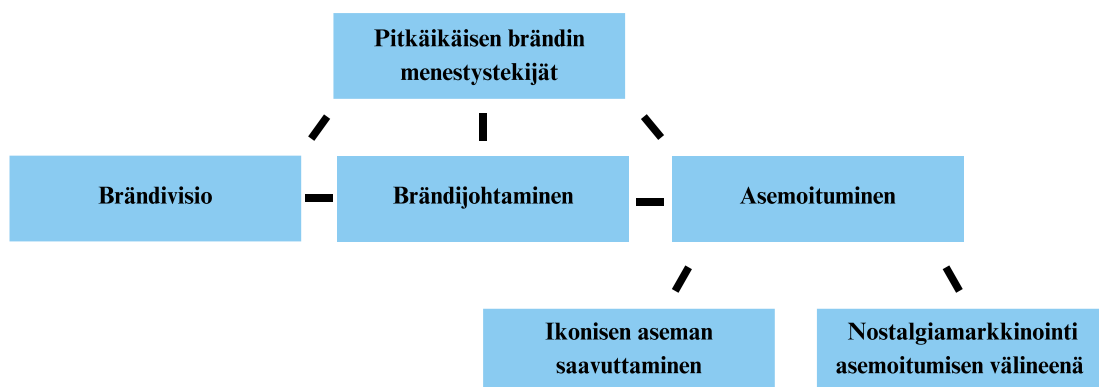 Pitkäikäisen brändin
menestystekijät
Brändivisio
Brändijohtaminen
Asemoituminen
Ikonisen aseman
saavuttaminen
Nostalgiamarkkinointi
asemoitumisen välineenä